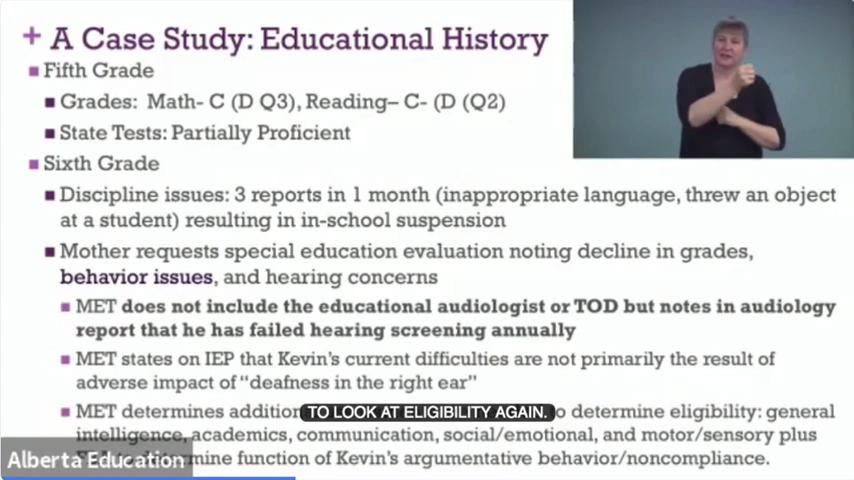 + A Case Study: Educational History
Fifth Grade
Grades: Math- C (D Q3), Reading– C- (D (Q2)
State Tests: Partially Proficient
Sixth Grade
Discipline issues: 3 reports in 1 month (inappropriate language, threw an object
at a student) resulting in in-school suspension
Mother requests special education evaluation noting decline in grades,
behavior issues, and hearing concerns
MET does not include the educational audiologist or TOD but notes in audiology
report that he has failed hearing screening annually
MET states on IEP that Kevin's current difficulties are not primarily the result of
adverse impact of "deafness in the right ear"
MET determines addition
TO LOOK AT ELIGIBILITY AGAIN.
o determine eligibility: general
intelligence, academics, communication, social/emotional, and motor/sensory plus
Alberta Education
determine function of Kevin's argumentative behavior/noncompliance.